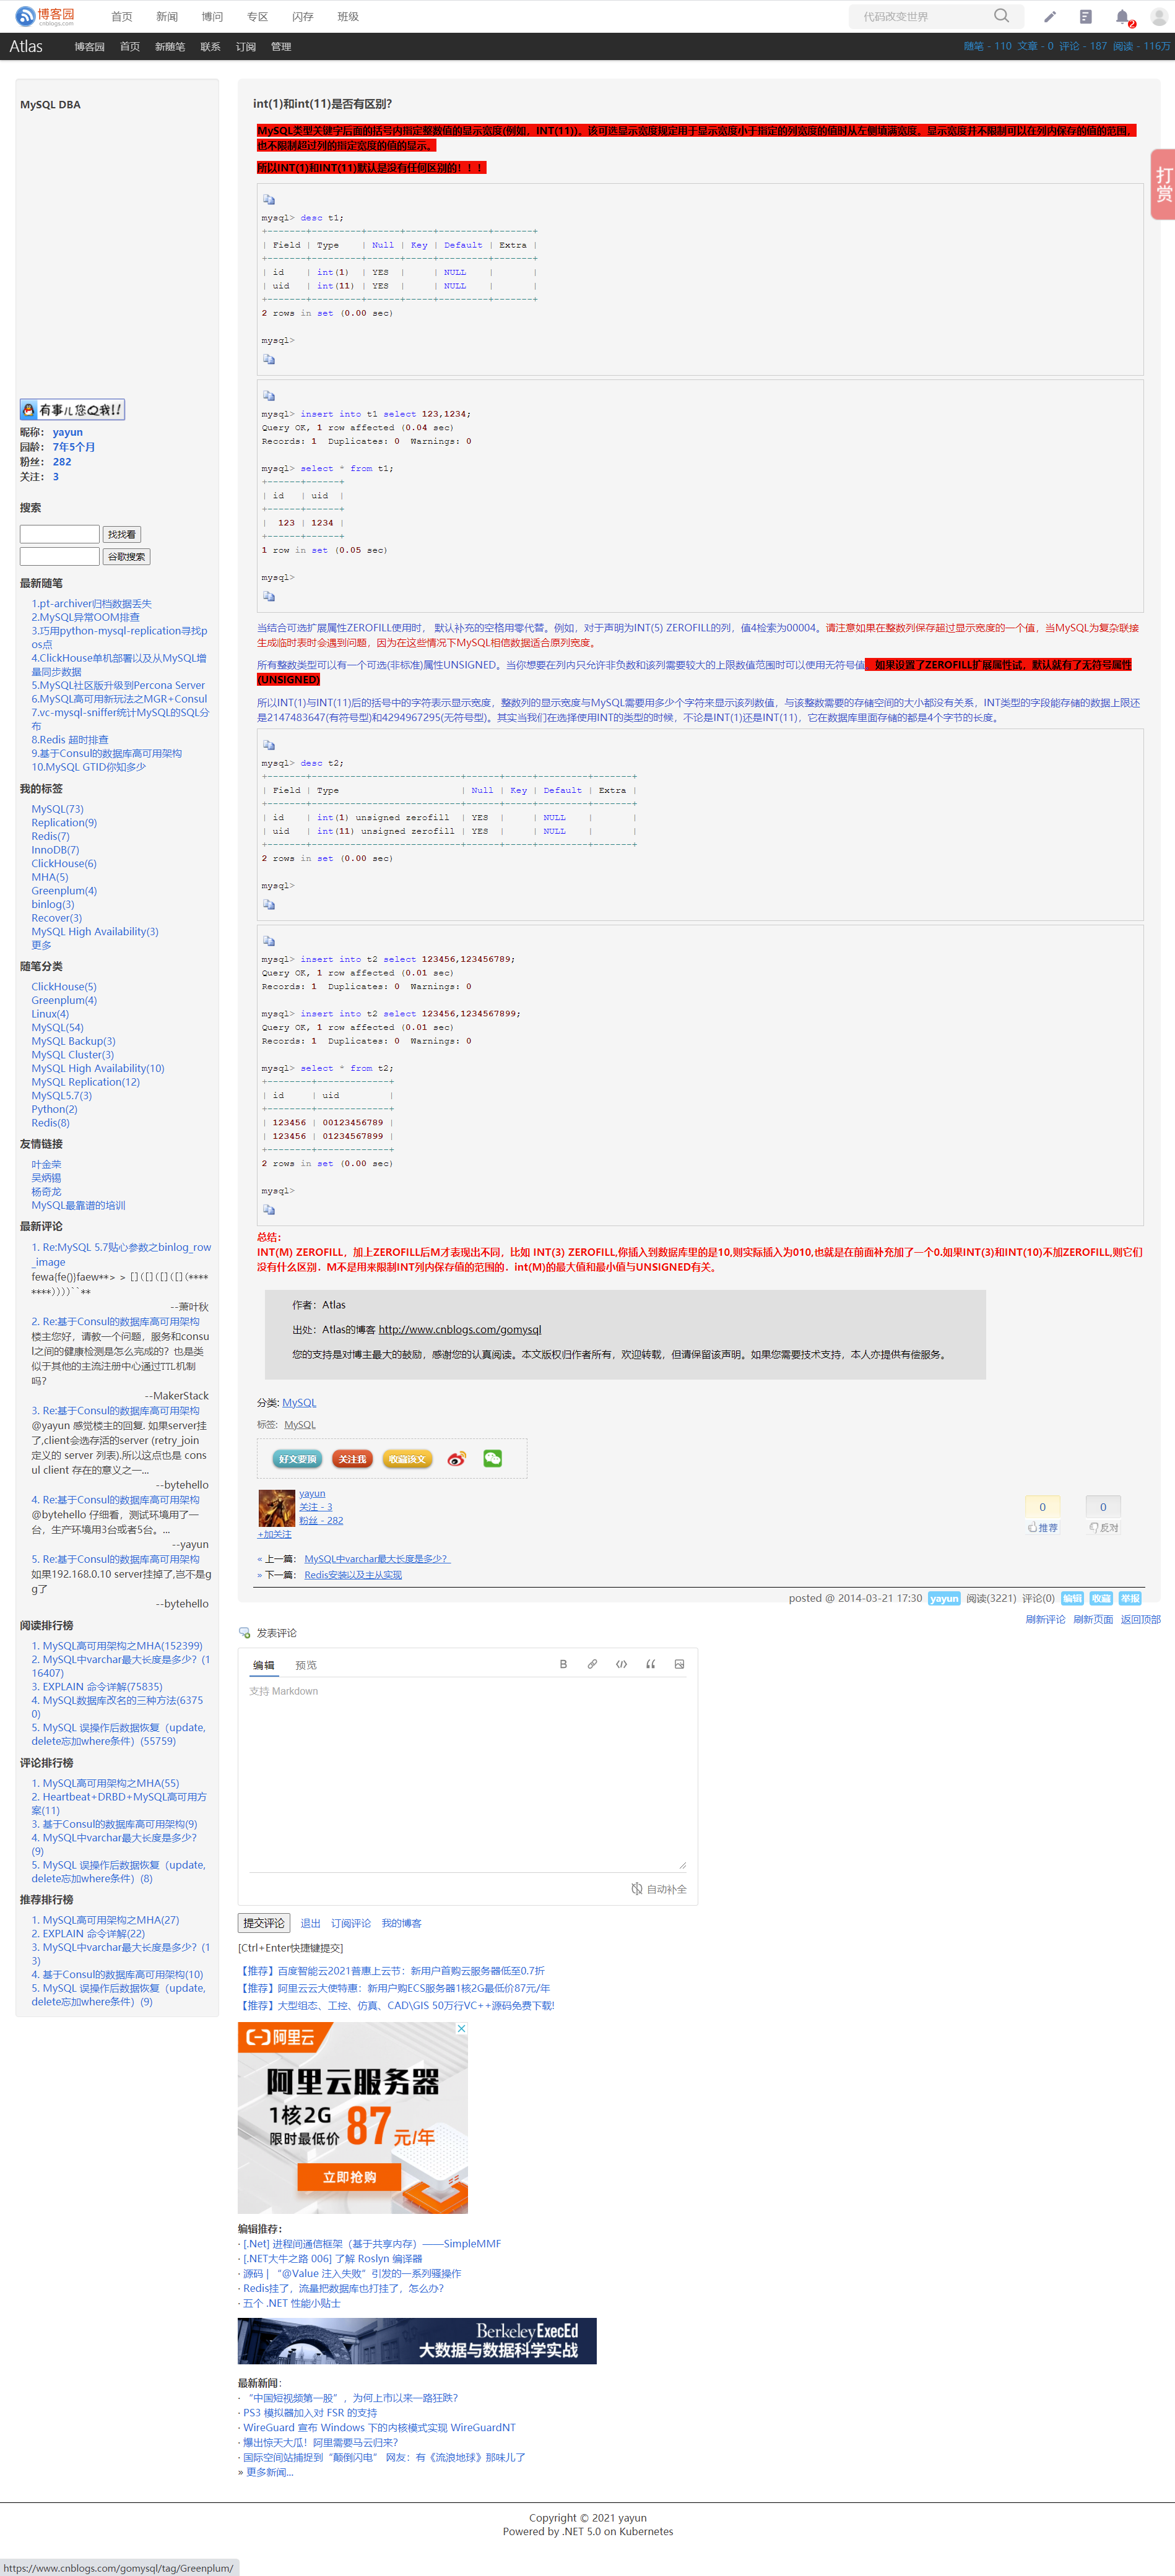 博客园
cnblogs.com
首页 新闻 博问 专区 闪存 班级
代码改变世界
2
Atlas
博客园 首页 新随笔 联系 订阅 管理
随笔 - 110 文章 - 0 评论 - 187 阅读 - 116万
打赏
MySQL DBA
有事儿您Q我!!
昵称： yayun
园龄： 7年5个月
粉丝： 282
关注： 3
搜索
找找看
谷歌搜索
最新随笔
1.pt-archiver归档数据丢失
2.MySQL异常OOM排查
3.巧用python-mysql-replication寻找p
os点
4.ClickHouse单机部署以及从MySQL增
量同步数据
5.MySQL社区版升级到Percona Server
6.MySQL高可用新玩法之MGR+Consul
7.vc-mysql-sniffer统计MySQL的SQL分
布
8.Redis 超时排查
9.基于Consul的数据库高可用架构
10.MySQL GTID你知多少
我的标签
MySQL(73)
Replication(9)
Redis(7)
InnoDB(7)
ClickHouse(6)
MHA(5)
Greenplum(4)
binlog(3)
Recover(3)
MySQL High Availability(3)
更多
随笔分类
ClickHouse(5)
Greenplum(4)
Linux(4)
MySQL(54)
MySQL Backup(3)
MySQL Cluster(3)
MySQL High Availability(10)
MySQL Replication(12)
MySQL5.7(3)
Python(2)
Redis(8)
友情链接
叶金荣
吴炳锡
杨奇龙
MySQL最靠谱的培训
最新评论
1. Re:MySQL 5.7贴心参数之binlog_row
_image
fewa{fe()}faew**> > []([]([]([](*****
*******))))``**
--萧叶秋
2. Re:基于Consul的数据库高可用架构
楼主您好，请教一个问题，服务和consu
l之间的健康检测是怎么完成的？也是类
似于其他的主流注册中心通过TTL机制
吗？
--MakerStack
3. Re:基于Consul的数据库高可用架构
@yayun 感觉楼主的回复. 如果server挂
了,client会选存活的server (retry_join
定义的 server 列表).所以这点也是 cons
ul client 存在的意义之一...
--bytehello
4. Re:基于Consul的数据库高可用架构
@bytehello 仔细看，测试环境用了一
台，生产环境用3台或者5台。...
--yayun
5. Re:基于Consul的数据库高可用架构
如果192.168.0.10 server挂掉了,岂不是g
g了
--bytehello
阅读排行榜
1. MySQL高可用架构之MHA(152399)
2. MySQL中varchar最大长度是多少？(1
16407)
3. EXPLAIN 命令详解(75835)
4. MySQL数据库改名的三种方法(6375
0)
5. MySQL 误操作后数据恢复（update,
delete忘加where条件）(55759)
评论排行榜
1. MySQL高可用架构之MHA(55)
2. Heartbeat+DRBD+MySQL高可用方
案(11)
3. 基于Consul的数据库高可用架构(9)
4. MySQL中varchar最大长度是多少？
(9)
5. MySQL 误操作后数据恢复（update,
delete忘加where条件）(8)
推荐排行榜
1. MySQL高可用架构之MHA(27)
2. EXPLAIN 命令详解(22)
3. MySQL中varchar最大长度是多少？(1
3)
4. 基于Consul的数据库高可用架构(10)
5. MySQL 误操作后数据恢复（update,
delete忘加where条件）(9)
int(1)和int(11)是否有区别？
MySQL类型关键字后面的括号内指定整数值的显示宽度(例如，INT(11))。该可选显示宽度规定用于显示宽度小于指定的列宽度的值时从左侧填满宽度。显示宽度并不限制可以在列内保存的值的范围，
也不限制超过列的指定宽度的值的显示。
所以INT(1)和INT(11)默认是没有任何区别的！！！
mysql> desc t1;
+-------+---------+------+-----+---------+-------+
| Field | Type    | Null | Key | Default | Extra |
+-------+---------+------+-----+---------+-------+
| id    | int(1)  | YES  |     | NULL    |       |
| uid   | int(11) | YES  |     | NULL    |       |
+-------+---------+------+-----+---------+-------+
2 rows in set (0.00 sec)
mysql>
mysql> insert into t1 select 123,1234;
Query OK, 1 row affected (0.04 sec)
Records: 1  Duplicates: 0  Warnings: 0
mysql> select * from t1;
+------+------+
| id   | uid  |
+------+------+
|  123 | 1234 |
+------+------+
1 row in set (0.05 sec)
mysql>
当结合可选扩展属性ZEROFILL使用时， 默认补充的空格用零代替。例如，对于声明为INT(5) ZEROFILL的列，值4检索为00004。请注意如果在整数列保存超过显示宽度的一个值，当MySQL为复杂联接
生成临时表时会遇到问题，因为在这些情况下MySQL相信数据适合原列宽度。
所有整数类型可以有一个可选(非标准)属性UNSIGNED。当你想要在列内只允许非负数和该列需要较大的上限数值范围时可以使用无符号值。如果设置了ZEROFILL扩展属性试，默认就有了无符号属性
(UNSIGNED)
所以INT(1)与INT(11)后的括号中的字符表示显示宽度，整数列的显示宽度与MySQL需要用多少个字符来显示该列数值，与该整数需要的存储空间的大小都没有关系，INT类型的字段能存储的数据上限还
是2147483647(有符号型)和4294967295(无符号型)。其实当我们在选择使用INT的类型的时候，不论是INT(1)还是INT(11)，它在数据库里面存储的都是4个字节的长度。
mysql> desc t2;
+-------+---------------------------+------+-----+---------+-------+
| Field | Type                      | Null | Key | Default | Extra |
+-------+---------------------------+------+-----+---------+-------+
| id    | int(1) unsigned zerofill  | YES  |     | NULL    |       |
| uid   | int(11) unsigned zerofill | YES  |     | NULL    |       |
+-------+---------------------------+------+-----+---------+-------+
2 rows in set (0.00 sec)
mysql>
mysql> insert into t2 select 123456,123456789;
Query OK, 1 row affected (0.01 sec)
Records: 1  Duplicates: 0  Warnings: 0
mysql> insert into t2 select 123456,1234567899;
Query OK, 1 row affected (0.01 sec)
Records: 1  Duplicates: 0  Warnings: 0
mysql> select * from t2;
+--------+-------------+
| id     | uid         |
+--------+-------------+
| 123456 | 00123456789 |
| 123456 | 01234567899 |
+--------+-------------+
2 rows in set (0.00 sec)
mysql>
总结：
INT(M) ZEROFILL，加上ZEROFILL后M才表现出不同，比如 INT(3) ZEROFILL,你插入到数据库里的是10,则实际插入为010,也就是在前面补充加了一个0.如果INT(3)和INT(10)不加ZEROFILL,则它们
没有什么区别．M不是用来限制INT列内保存值的范围的．int(M)的最大值和最小值与UNSIGNED有关。
作者：Atlas
出处：Atlas的博客 http://www.cnblogs.com/gomysql
您的支持是对博主最大的鼓励，感谢您的认真阅读。本文版权归作者所有，欢迎转载，但请保留该声明。如果您需要技术支持，本人亦提供有偿服务。
分类: MySQL
标签: MySQL
好文要顶 关注我 收藏该文
yayun
关注 - 3
粉丝 - 282
+加关注
0 0
推荐 反对
« 上一篇： MySQL中varchar最大长度是多少？
» 下一篇： Redis安装以及主从实现
posted @ 2014-03-21 17:30 yayun 阅读(3221) 评论(0) 编辑 收藏 举报
刷新评论 刷新页面 返回顶部
发表评论
编辑 预览 B
支持 Markdown
自动补全
提交评论 退出 订阅评论 我的博客
[Ctrl+Enter快捷键提交]
【推荐】百度智能云2021普惠上云节：新用户首购云服务器低至0.7折
【推荐】阿里云云大使特惠：新用户购ECS服务器1核2G最低价87元/年
【推荐】大型组态、工控、仿真、CAD\GIS 50万行VC++源码免费下载!
阿里云
阿里云服务器
1核2G
限时最低价 87元/年
立即抢购
编辑推荐：
· [.Net] 进程间通信框架（基于共享内存）——SimpleMMF
· [.NET大牛之路 006] 了解 Roslyn 编译器
· 源码 | “@Value 注入失败”引发的一系列骚操作
· Redis挂了，流量把数据库也打挂了，怎么办？
· 五个 .NET 性能小贴士
Berkeley ExecEd
大数据与数据科学实战
最新新闻：
· “中国短视频第一股”，为何上市以来一路狂跌？
· PS3 模拟器加入对 FSR 的支持
· WireGuard 宣布 Windows 下的内核模式实现 WireGuardNT
· 爆出惊天大瓜！阿里需要马云归来？
· 国际空间站捕捉到“颠倒闪电” 网友：有《流浪地球》那味儿了
» 更多新闻...
Copyright © 2021 yayun
Powered by .NET 5.0 on Kubernetes
https://www.cnblogs.com/gomysql/tag/Greenplum/